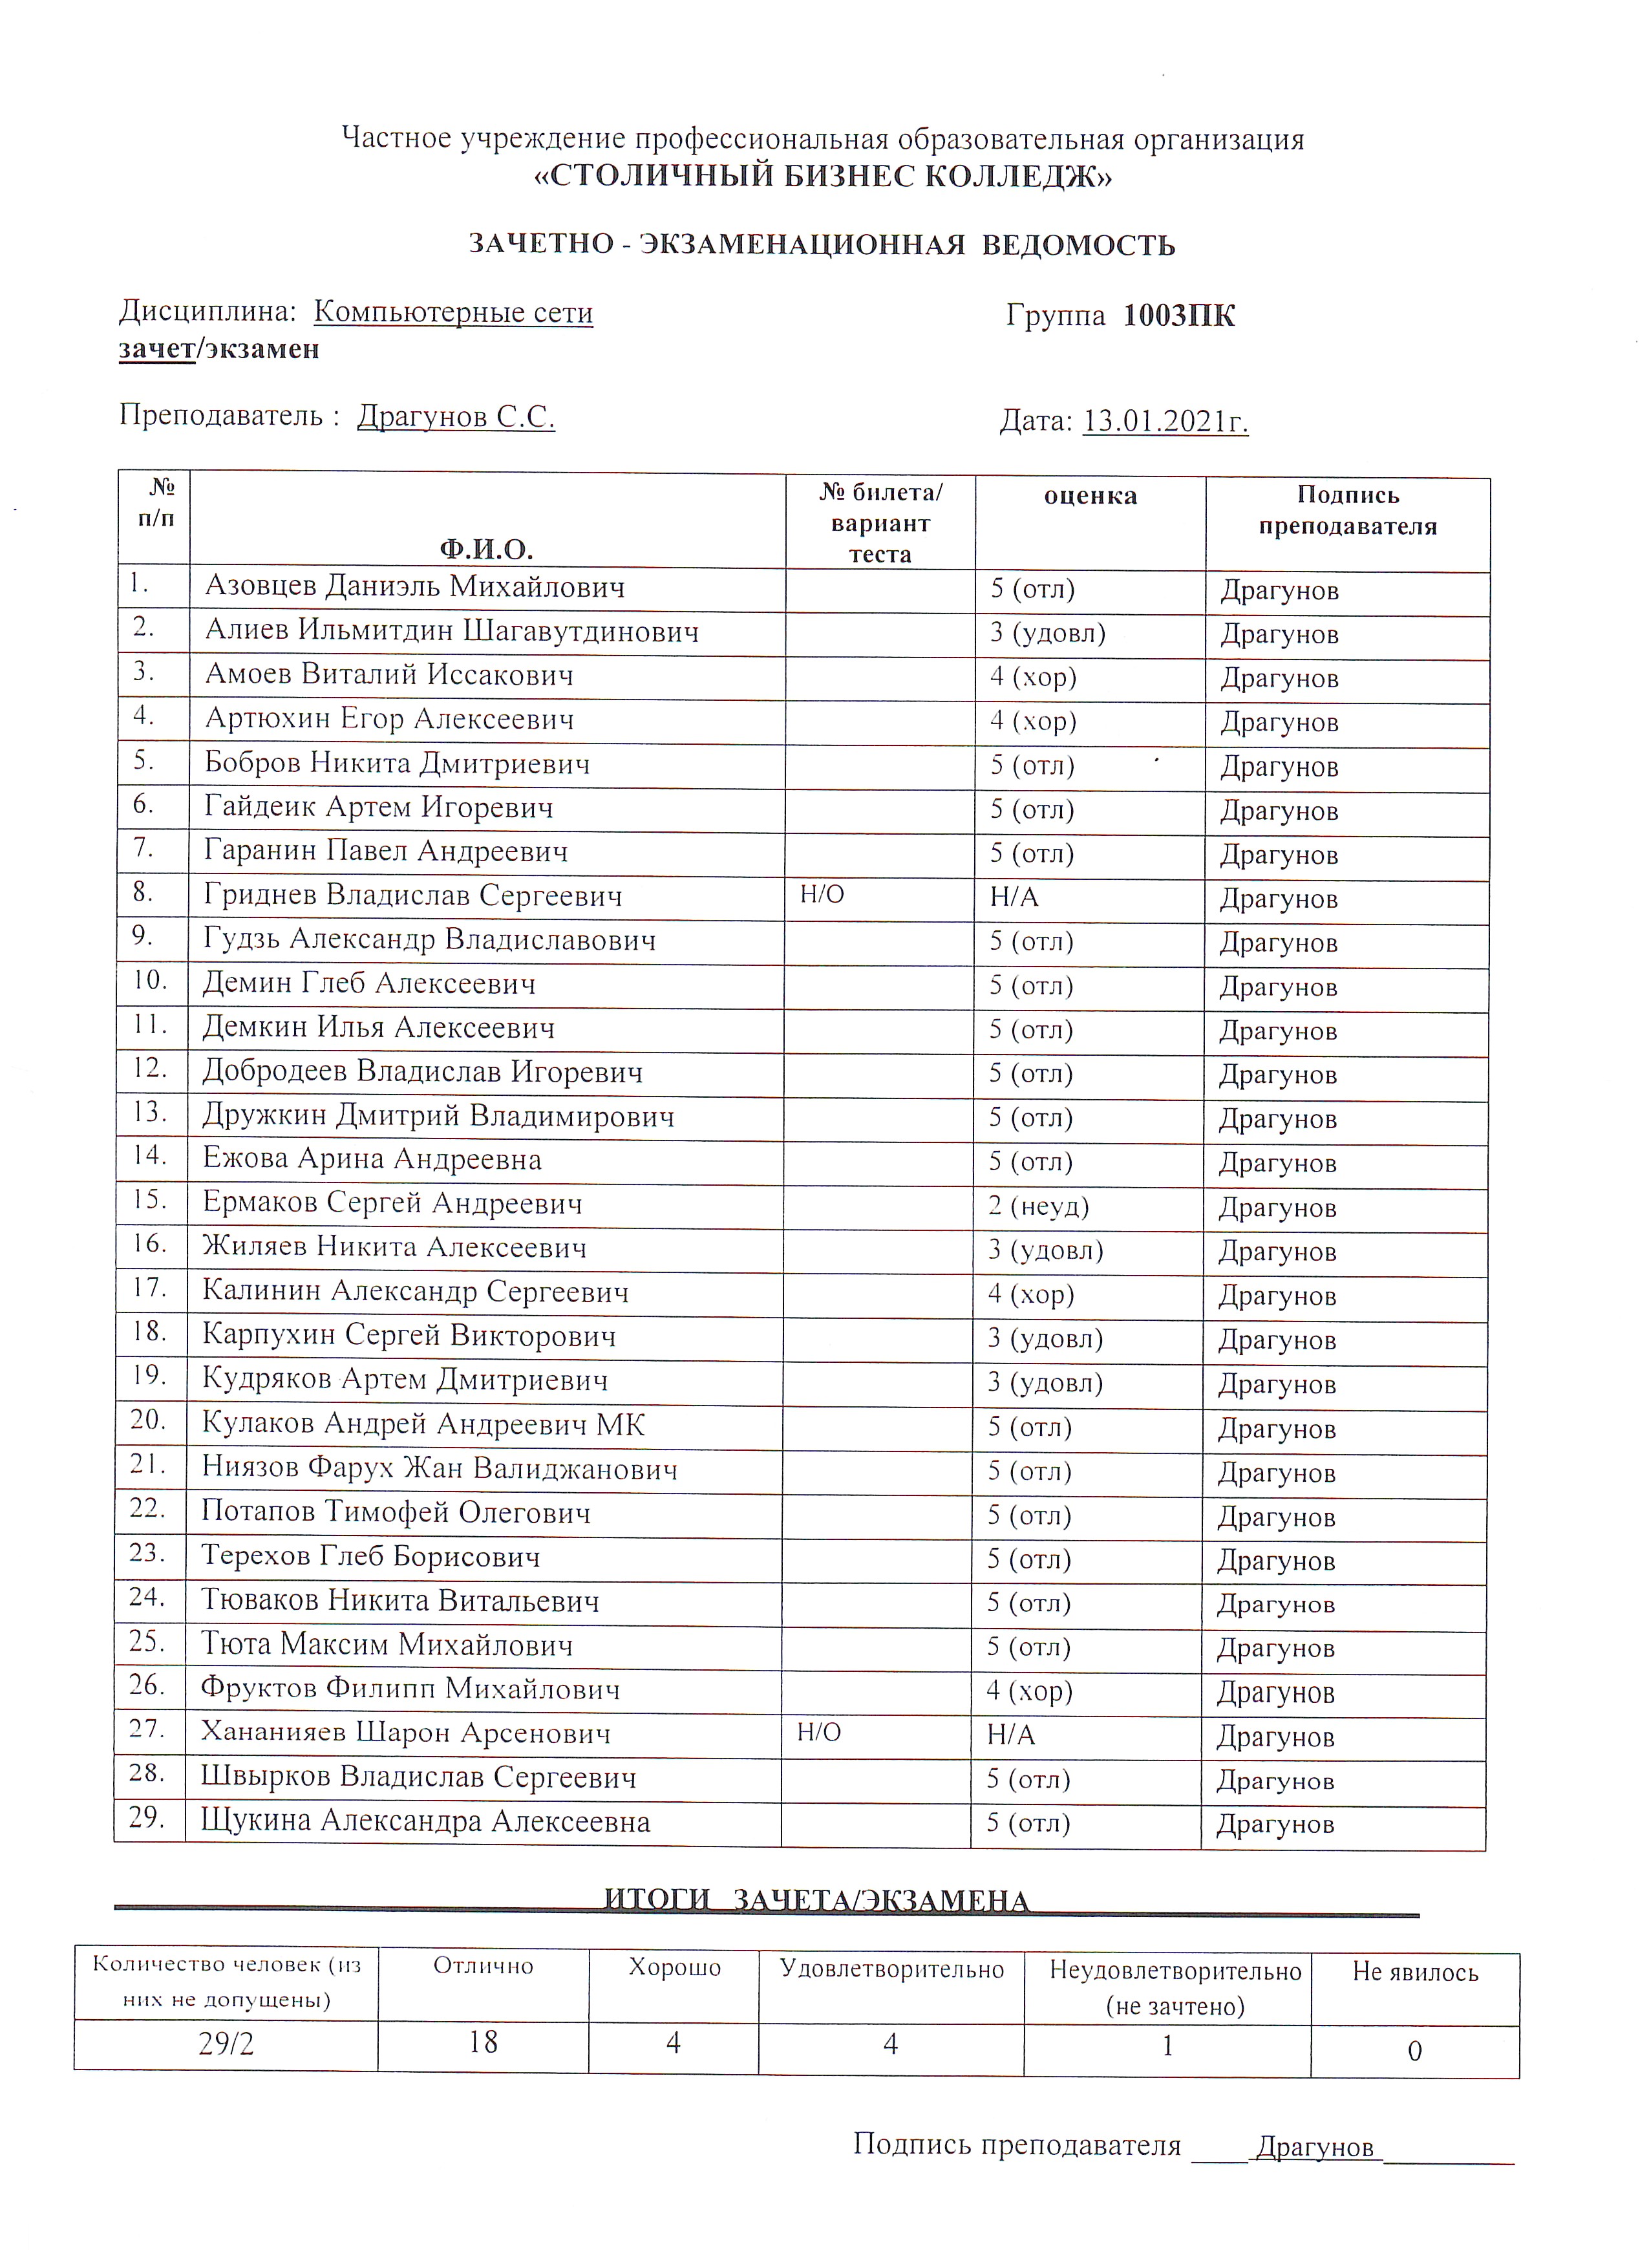 Частное учреждение профессиональная образовательная организация
«СТОЛИЧНЫЙ БИЗНЕС КОЛЛЕДЖ»
ЗАЧЕТНО - ЭКЗАМЕНАЦИОННАЯ ВЕДОМОСТЬ
Дисциплина: Компьютерные сети Группа 1003ПК
зачет/экзамен
Преподаватель : Драгунов С.С. Дата: 13.01.2021г.
№ п/п Ф.И.О. № билета/ вариант теста оценка Подпись преподавателя
1. Азовцев Даниэль Михайлович 5 (отл) Драгунов
2. Алиев Ильмитдин Шагавутдинович 3 (удовл) Драгунов
3. Амоев Виталий Иссакович 4 (хор) Драгунов
4. Артюхин Егор Алексеевич 4 (хор) Драгунов
5. Бобров Никита Дмитриевич 5 (отл) Драгунов
6. Гайдеик Артем Игоревич 5 (отл) Драгунов
7. Гаранин Павел Андреевич 5 (отл) Драгунов
8. Гриднев Владислав Сергеевич Н/О Н/А Драгунов
9. Гудзь Александр Владиславович 5 (отл) Драгунов
10. Демин Глеб Алексеевич 5 (отл) Драгунов
11. Демкин Илья Алексеевич 5 (отл) Драгунов
12. Добродеев Владислав Игоревич 5 (отл) Драгунов
13. Дружкин Дмитрий Владимирович 5 (отл) Драгунов
14. Ежова Арина Андреевна 5 (отл) Драгунов
15. Ермаков Сергей Андреевич 2 (неуд) Драгунов
16. Жиляев Никита Алексеевич 3 (удовл) Драгунов
17. Калинин Александр Сергеевич 4 (хор) Драгунов
18. Карпухин Сергей Викторович 3 (удовл) Драгунов
19. Кудряков Артем Дмитриевич 3 (удовл) Драгунов
20. Кулаков Андрей Андреевич МК 5 (отл) Драгунов
21. Ниязов Фарух Жан Валиджанович 5 (отл) Драгунов
22. Потапов Тимофей Олегович 5 (отл) Драгунов
23. Терехов Глеб Борисович 5 (отл) Драгунов
24. Тюваков Никита Витальевич 5 (отл) Драгунов
25. Тюта Максим Михайлович 5 (отл) Драгунов
26. Фруктов Филипп Михайлович 4 (хор) Драгунов
27. Хананияев Шарон Арсенович Н/О Н/А Драгунов
28. Швырков Владислав Сергеевич 5 (отл) Драгунов
29. Щукина Александра Алексеевна 5 (отл) Драгунов
ИТОГИ ЗАЧЕТА/ЭКЗАМЕНА
Количество человек (из них не допущены) Отлично Хорошо Удовлетворительно Неудовлетворительно (не зачтено) Не явилось
29/2 18 4 4 1 0
Подпись преподавателя ____ Драгунов ________